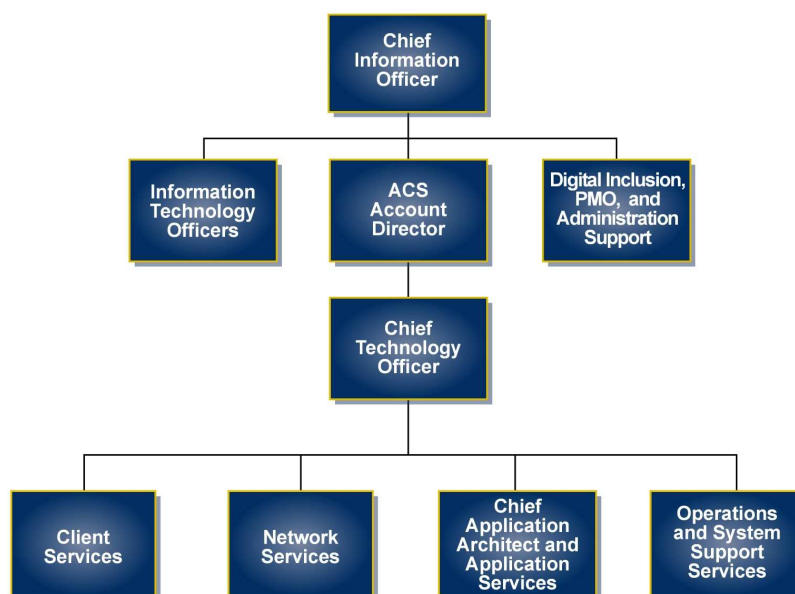 Chief
Information
Officer
Information
Technology
Officers
ACS
Account
Director
Digital Inclusion,
PMO, and
Administration
Support
Chief
Technology
Officer
Client
Services
Network
Services
Chief
Application
Architect and
Application
Services
Operations
and System
Support
Services